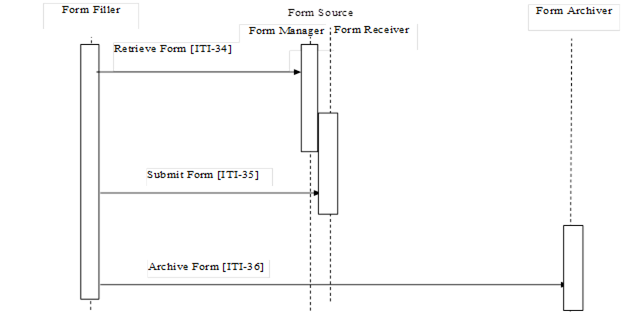 Form Filler
Form Source
Form Archiver
Form Manager
Form Receiver
Retrieve Form [ITI-34]
Submit Form [ITI-35]
Archive Form [ITI-36]